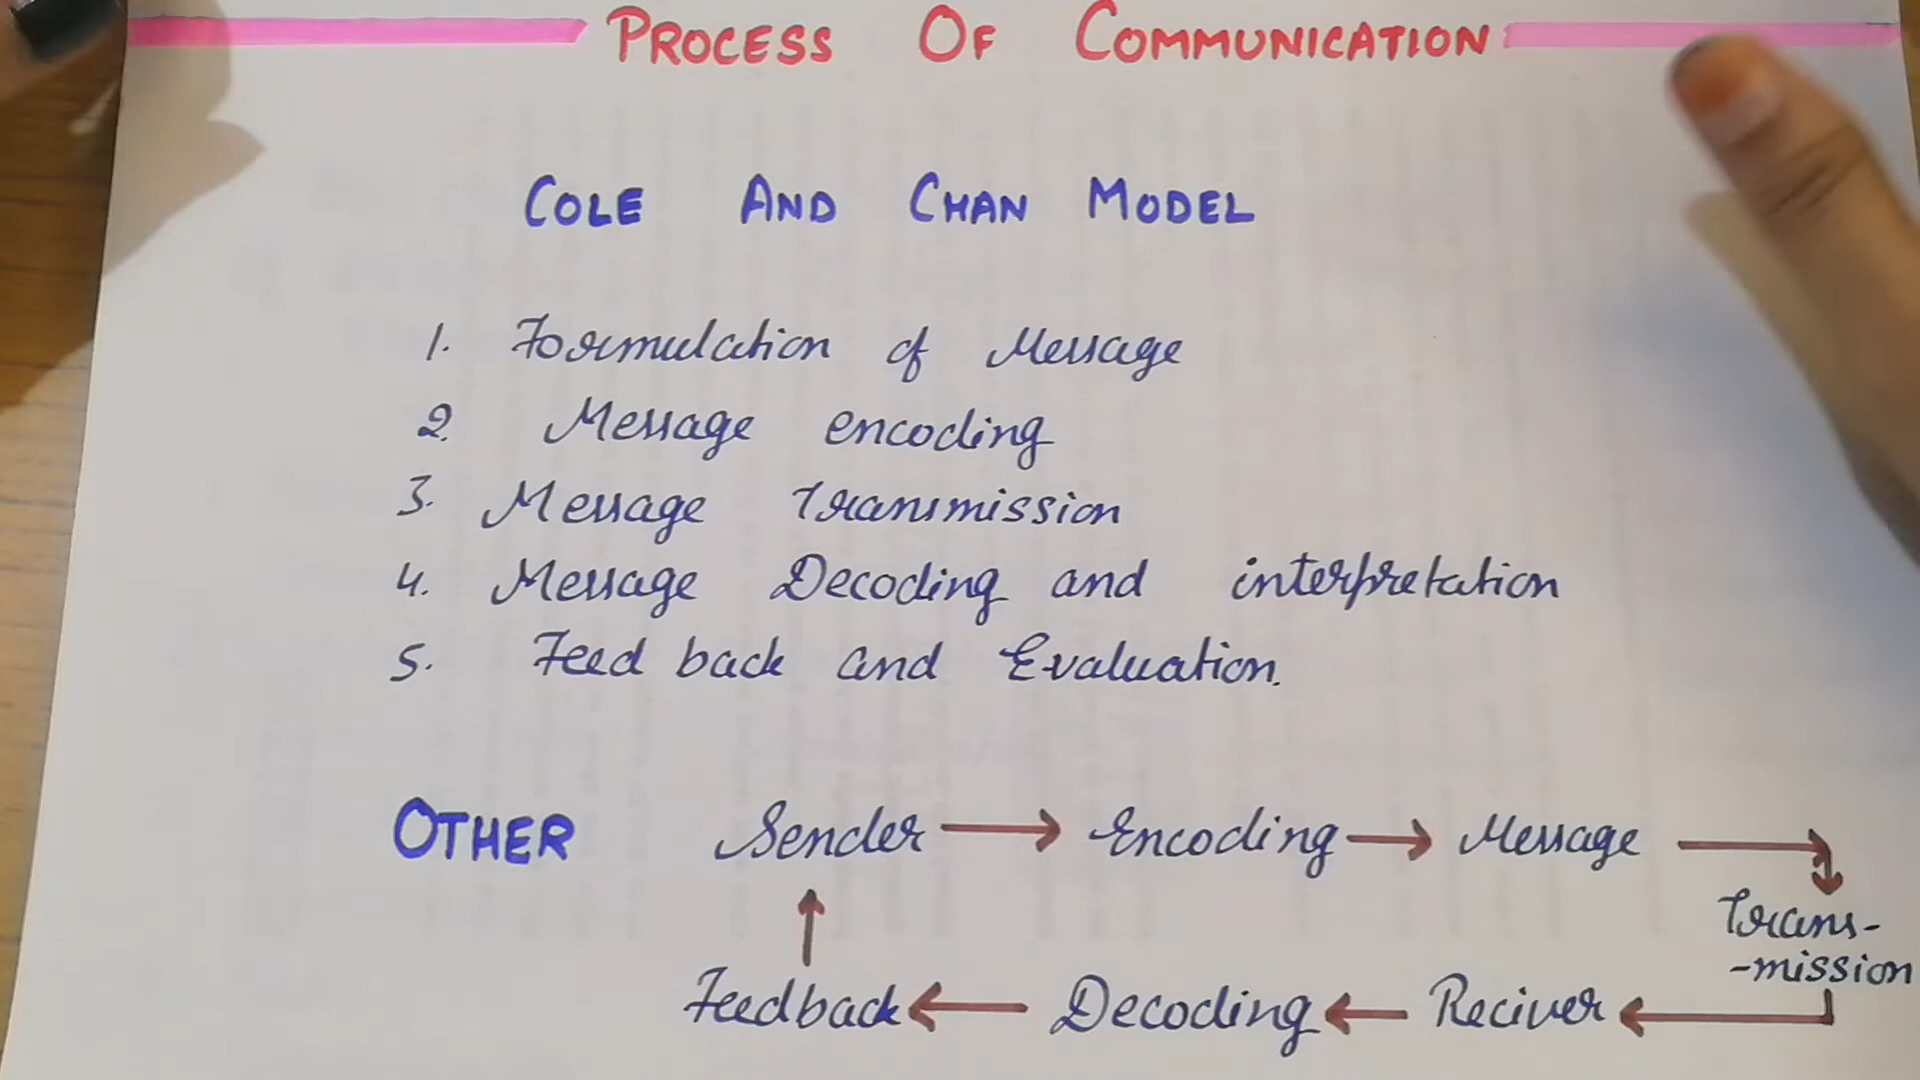 PROCESS OF COMMUNICATION
COLE AND CHAN MODEL
1. Formulation of Message
2. Message encoding
3. Message Transmission
4. Message Decoding and interpretation
5. Feed back and Evaluation.
OTHER Sender → Encoding → Message →
Trans-
-mission
Feedback ← Decoding ← Reciver ←